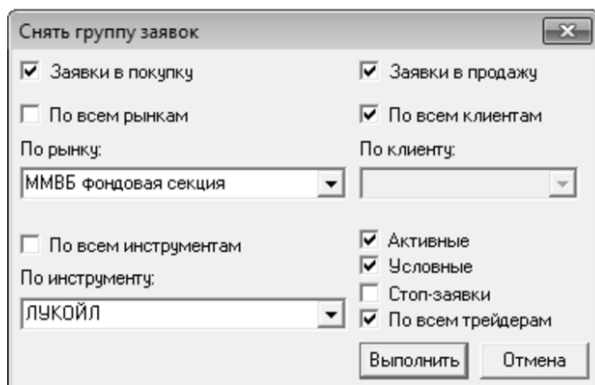 Снять группу заявок
Заявки в покупку
Заявки в продажу
По всем рынкам
По всем клиентам
По рынку:
По клиенту:
ММВБ фондовая секция
По всем инструментам
Активные
Условные
По инструменту:
Стоп-заявки
ЛУКОЙЛ
По всем трейдерам
Выполнить
Отмена